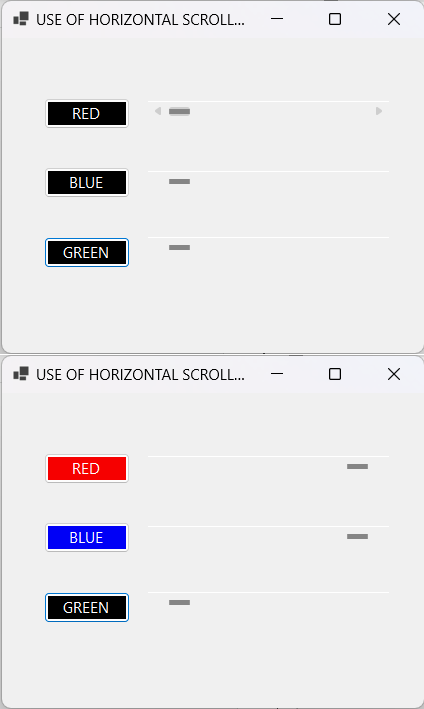 USE OF HORIZONTAL SCROLL...
RED
BLUE
GREEN
USE OF HORIZONTAL SCROLL...
RED
BLUE
GREEN